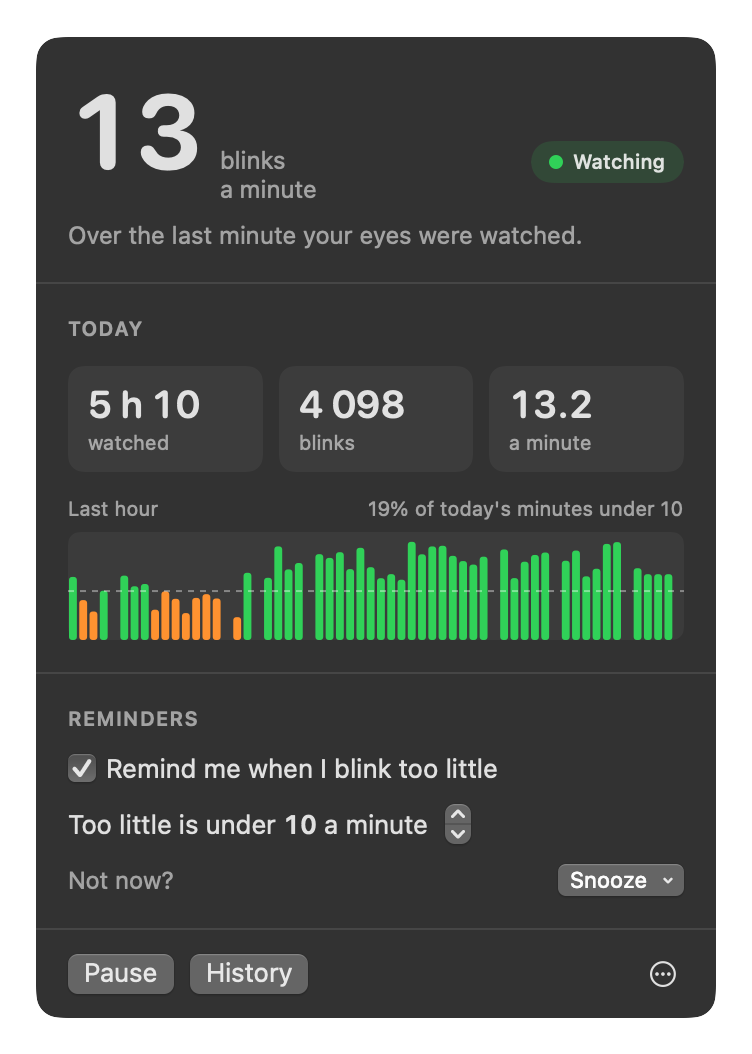 13 blinks
a minute
Watching
Over the last minute your eyes were watched.
TODAY
5 h 10
watched
4 098
blinks
13.2
a minute
Last hour
19% of today's minutes under 10
REMINDERS
Remind me when I blink too little
Too little is under 10 a minute
Not now?
Snooze
Pause
History